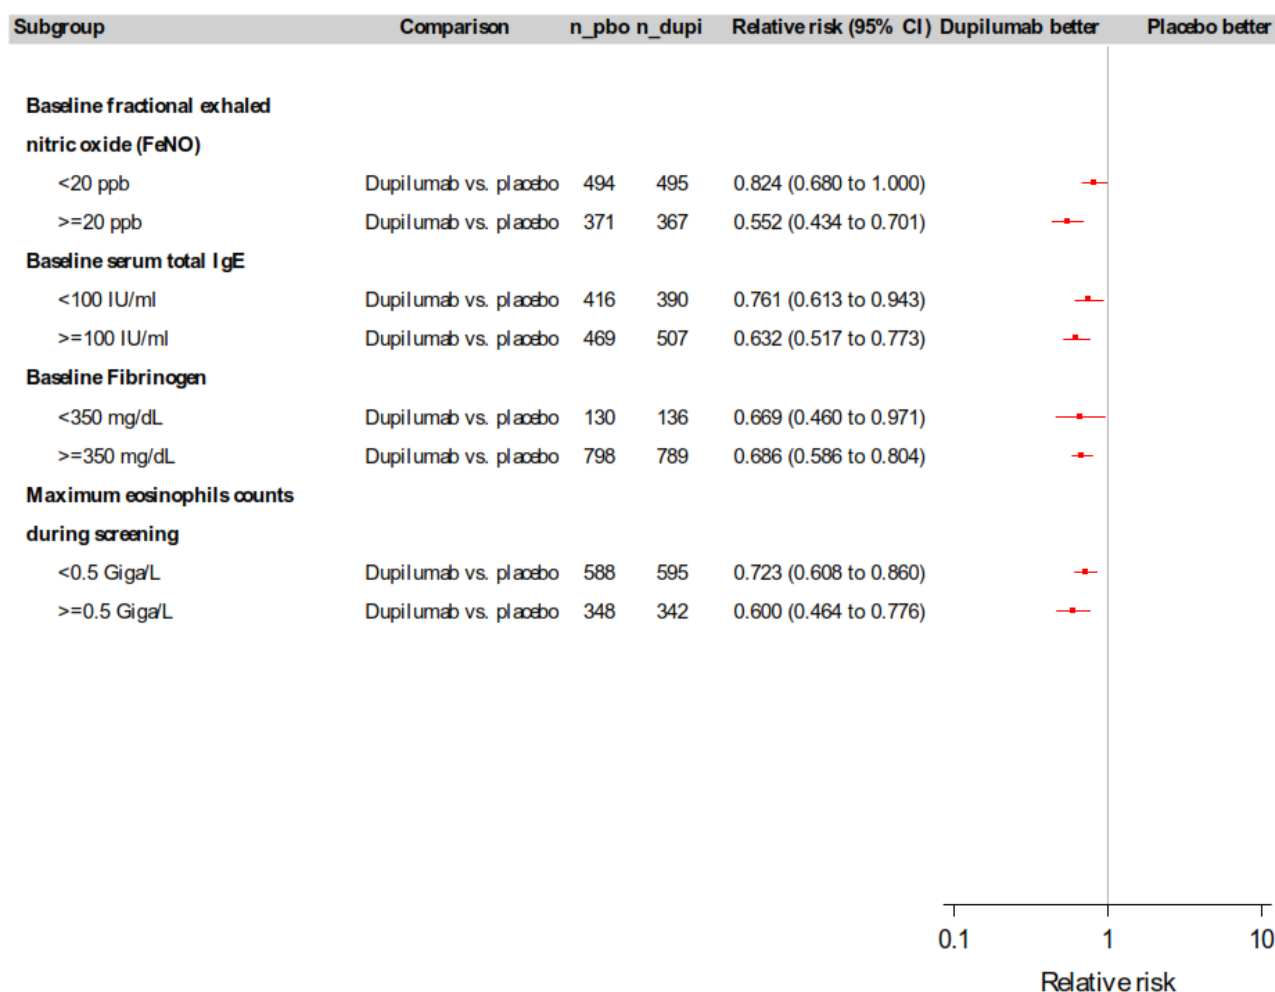 Subgroup Comparison n_pbo n_dupi Relative risk (95% CI) Dupilumab better Placebo better
Baseline fractional exhaled
nitric oxide (FeNO)
<20 ppb Dupilumab vs. placebo 494 495 0.824 (0.680 to 1.000)
>=20 ppb Dupilumab vs. placebo 371 367 0.552 (0.434 to 0.701)
Baseline serum total IgE
<100 IU/ml Dupilumab vs. placebo 416 390 0.761 (0.613 to 0.943)
>=100 IU/ml Dupilumab vs. placebo 469 507 0.632 (0.517 to 0.773)
Baseline Fibrinogen
<350 mg/dL Dupilumab vs. placebo 130 136 0.669 (0.460 to 0.971)
>=350 mg/dL Dupilumab vs. placebo 798 789 0.686 (0.586 to 0.804)
Maximum eosinophils counts
during screening
<0.5 Giga/L Dupilumab vs. placebo 588 595 0.723 (0.608 to 0.860)
>=0.5 Giga/L Dupilumab vs. placebo 348 342 0.600 (0.464 to 0.776)
0.1 1 10
Relative risk